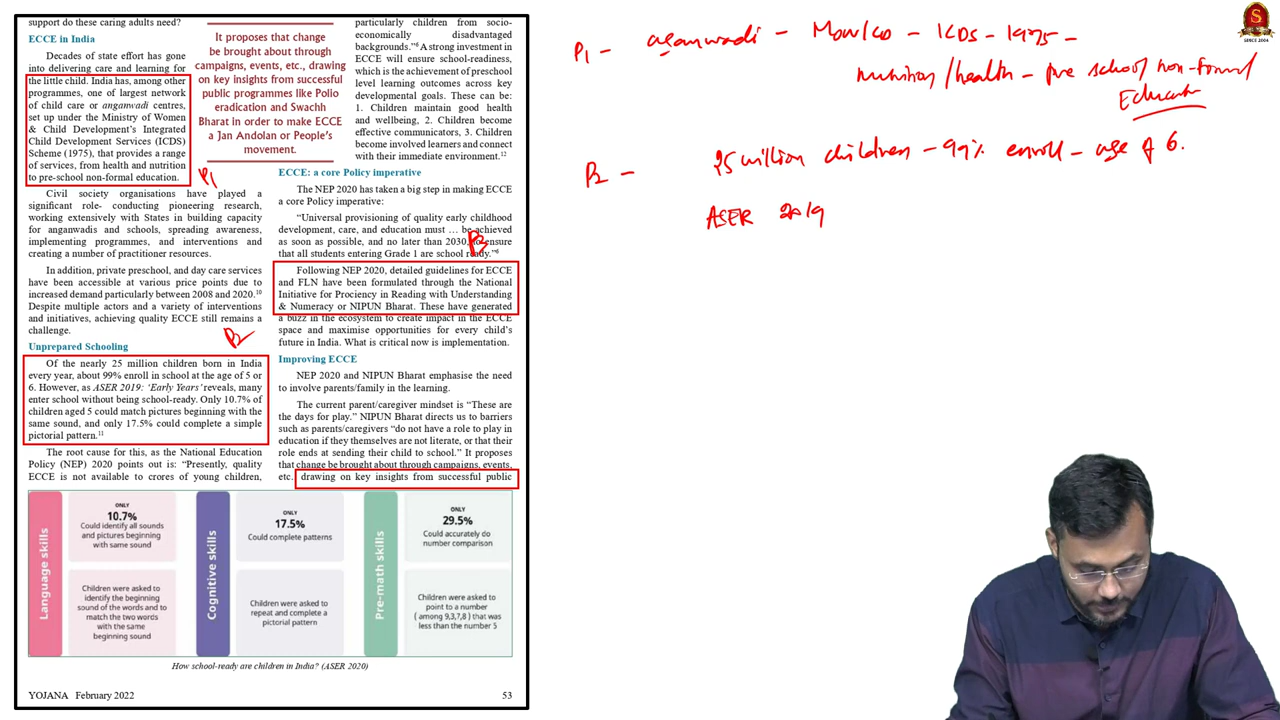 support do these caring adults need?
ECCE in India
Decades of state effort has gone
into delivering care and learning for
the little child. India has, among other
programmes, one of largest network
of child care or anganwadi centres,
set up under the Ministry of Women
& Child Development's Integrated
Child Development Services (ICDS)
Scheme (1975), that provides a range
of services, from health and nutrition
to pre-school non-formal education.
P1
Civil society organisations have played a
significant role- conducting pioneering research,
working extensively with States in building capacity
for anganwadis and schools, spreading awareness,
implementing programmes, and interventions and
creating a number of practitioner resources.
In addition, private preschool, and day care services
have been accessible at various price points due to
increased demand particularly between 2008 and 2020.10
Despite multiple actors and a variety of interventions
and initiatives, achieving quality ECCE still remains a
challenge.
P2
Unprepared Schooling
Of the nearly 25 million children born in India
every year, about 99% enroll in school at the age of 5 or
6. However, as ASER 2019: 'Early Years' reveals, many
enter school without being school-ready. Only 10.7% of
children aged 5 could match pictures beginning with the
same sound, and only 17.5% could complete a simple
pictorial pattern.11
The root cause for this, as the National Education
Policy (NEP) 2020 points out is: "Presently, quality
ECCE is not available to crores of young children,
It proposes that change
be brought about through
campaigns, events, etc., drawing
on key insights from successful
public programmes like Polio
eradication and Swachh
Bharat in order to make ECCE
a Jan Andolan or People's
movement.
particularly children from socio-
economically disadvantaged
backgrounds."6 A strong investment in
ECCE will ensure school-readiness,
which is the achievement of preschool
level learning outcomes across key
developmental goals. These can be:
1. Children maintain good health
and wellbeing, 2. Children become
effective communicators, 3. Children
become involved learners and connect
with their immediate environment.12
ECCE: a core Policy imperative
The NEP 2020 has taken a big step in making ECCE
a core Policy imperative:
"Universal provisioning of quality early childhood
development, care, and education must … be achieved
as soon as possible, and no later than 2030, to ensure
that all students entering Grade 1 are school ready."6
P3
Following NEP 2020, detailed guidelines for ECCE
and FLN have been formulated through the National
Initiative for Prociency in Reading with Understanding
& Numeracy or NIPUN Bharat. These have generated
a buzz in the ecosystem to create impact in the ECCE
space and maximise opportunities for every child's
future in India. What is critical now is implementation.
Improving ECCE
NEP 2020 and NIPUN Bharat emphasise the need
to involve parents/family in the learning.
The current parent/caregiver mindset is "These are
the days for play." NIPUN Bharat directs us to barriers
such as parents/caregivers "do not have a role to play in
education if they themselves are not literate, or that their
role ends at sending their child to school." It proposes
that change be brought about through campaigns, events,
etc. drawing on key insights from successful public
Language skills
ONLY
10.7%
Could identify all sounds
and pictures beginning
with same sound
Children were asked to
identify the beginning
sound of the words and to
match the two words
with the same
beginning sound
Cognitive skills
ONLY
17.5%
Could complete patterns
Children were asked to
repeat and complete a
pictorial pattern
Pre-math skills
ONLY
29.5%
Could accurately do
number comparison
Children were asked to
point to a number
( among 9,3,7,8 ) that was
less than the number 5
How school-ready are children in India? (ASER 2020)
YOJANA February 2022
53
P1 - aganwadi - MoW/CD - ICDS - 1975 -
nutrition/health - pre school non-formal
Education
P2 - 25 million children - 99% enroll - age of 6.
ASER 2019
S
SINCE 2004